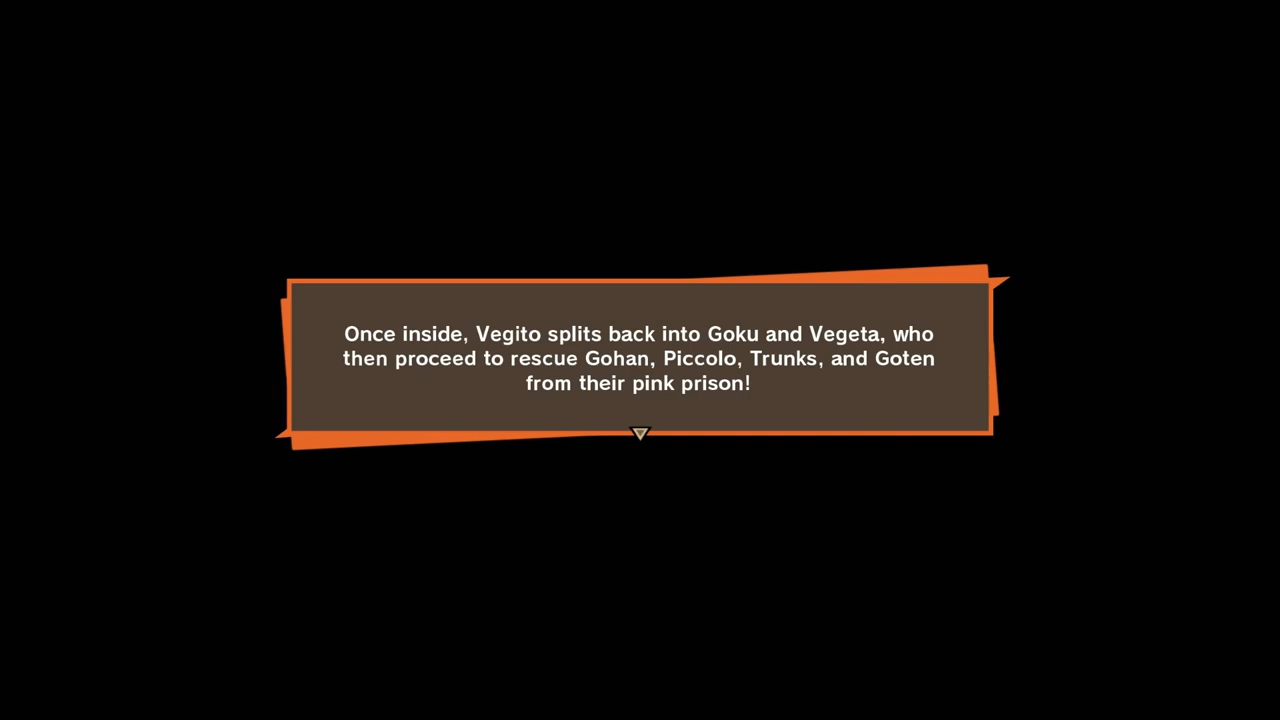 Once inside, Vegito splits back into Goku and Vegeta, who
then proceed to rescue Gohan, Piccolo, Trunks, and Goten
from their pink prison!